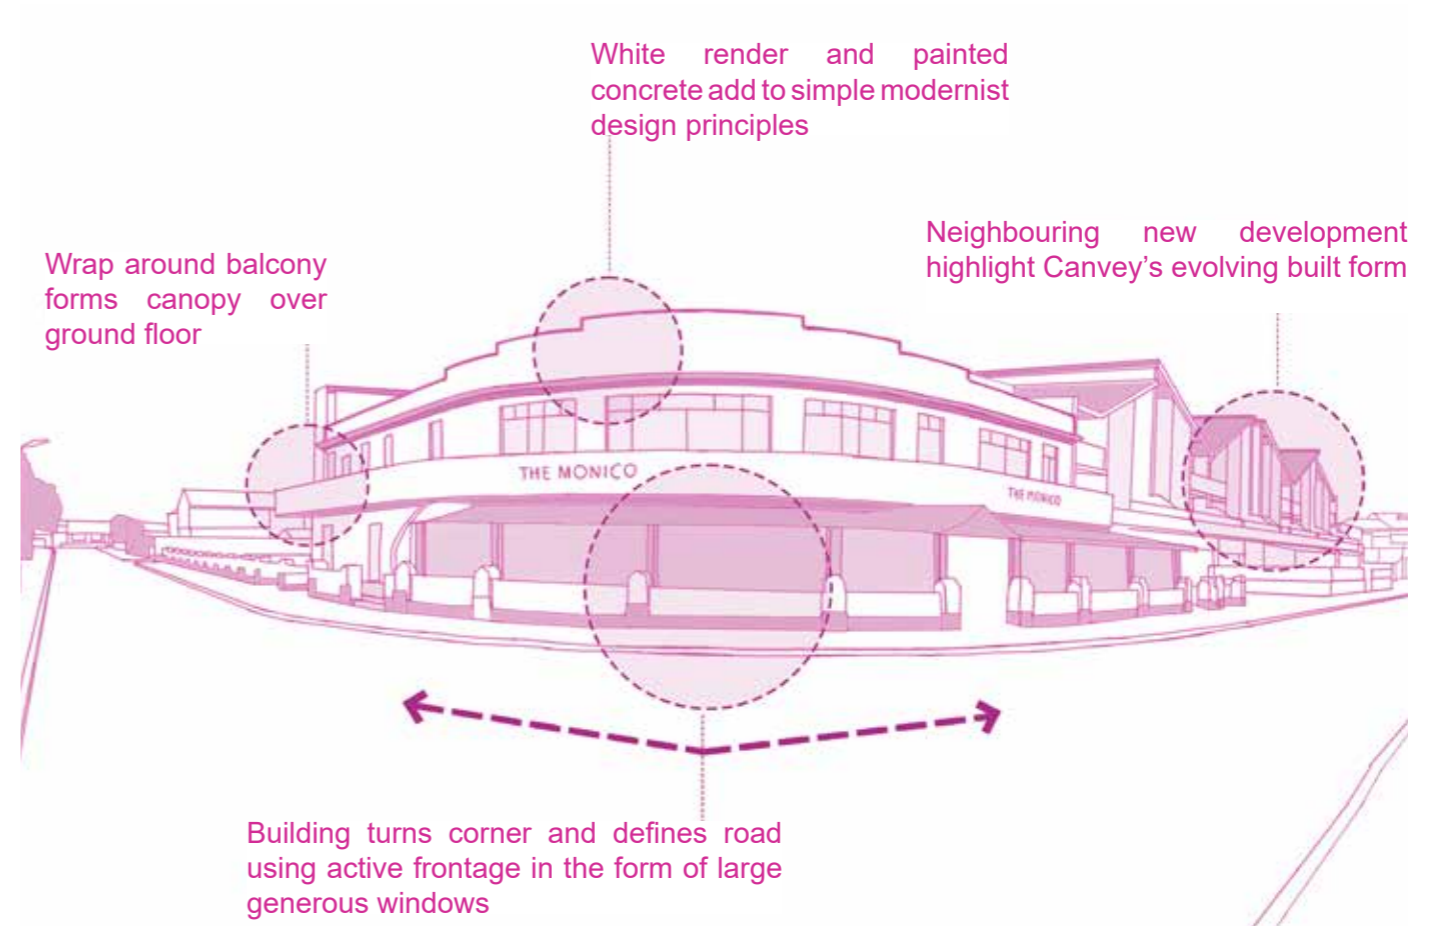 White render and painted
concrete add to simple modernist
design principles
Neighbouring new development
highlight Canvey’s evolving built form
Wrap around balcony
forms canopy over
ground floor
THE MONICO
THE MONICO
Building turns corner and defines road
using active frontage in the form of large
generous windows